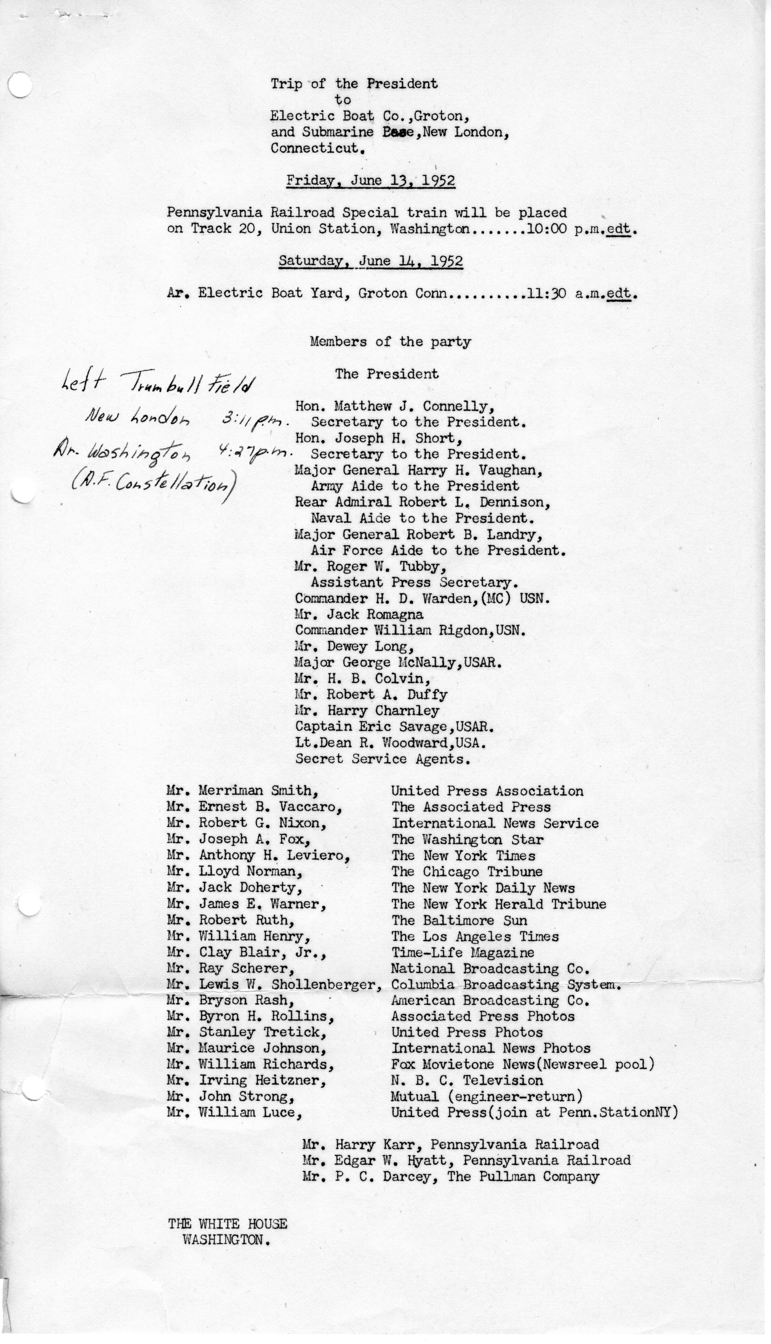 Trip of the President
to
Electric Boat Co.,Groton,
and Submarine Base,New London,
Connecticut.
Friday, June 13, 1952
Pennsylvania Railroad Special train will be placed
on Track 20, Union Station, Washington.......10:00 p.m.edt.
Saturday, June 14, 1952
Ar. Electric Boat Yard, Groton Conn..........11:30 a.m.edt.
Members of the party
The President
Left Trumbull Field
New London 3:11 p.m.
Ar. Washington 4:27 p.m.
(A.F. Constellation)
Hon. Matthew J. Connelly,
Secretary to the President.
Hon. Joseph H. Short,
Secretary to the President.
Major General Harry H. Vaughan,
Army Aide to the President
Rear Admiral Robert L. Dennison,
Naval Aide to the President.
Major General Robert B. Landry,
Air Force Aide to the President.
Mr. Roger W. Tubby,
Assistant Press Secretary.
Commander H. D. Warden,(MC) USN.
Mr. Jack Romagna
Commander William Rigdon,USN.
Mr. Dewey Long,
Major George McNally,USAR.
Mr. H. B. Colvin,
Mr. Robert A. Duffy
Mr. Harry Charnley
Captain Eric Savage,USAR.
Lt.Dean R. Woodward,USA.
Secret Service Agents.
Mr. Merriman Smith, United Press Association
Mr. Ernest B. Vaccaro, The Associated Press
Mr. Robert G. Nixon, International News Service
Mr. Joseph A. Fox, The Washington Star
Mr. Anthony H. Leviero, The New York Times
Mr. Lloyd Norman, The Chicago Tribune
Mr. Jack Doherty, The New York Daily News
Mr. James E. Warner, The New York Herald Tribune
Mr. Robert Ruth, The Baltimore Sun
Mr. William Henry, The Los Angeles Times
Mr. Clay Blair, Jr., Time-Life Magazine
Mr. Ray Scherer, National Broadcasting Co.
Mr. Lewis W. Shollenberger, Columbia Broadcasting System.
Mr. Bryson Rash, American Broadcasting Co.
Mr. Byron H. Rollins, Associated Press Photos
Mr. Stanley Tretick, United Press Photos
Mr. Maurice Johnson, International News Photos
Mr. William Richards, Fox Movietone News(Newsreel pool)
Mr. Irving Heitzner, N. B. C. Television
Mr. John Strong, Mutual (engineer-return)
Mr. William Luce, United Press(join at Penn.StationNY)
Mr. Harry Karr, Pennsylvania Railroad
Mr. Edgar W. Hyatt, Pennsylvania Railroad
Mr. P. C. Darcey, The Pullman Company
THE WHITE HOUSE
WASHINGTON.